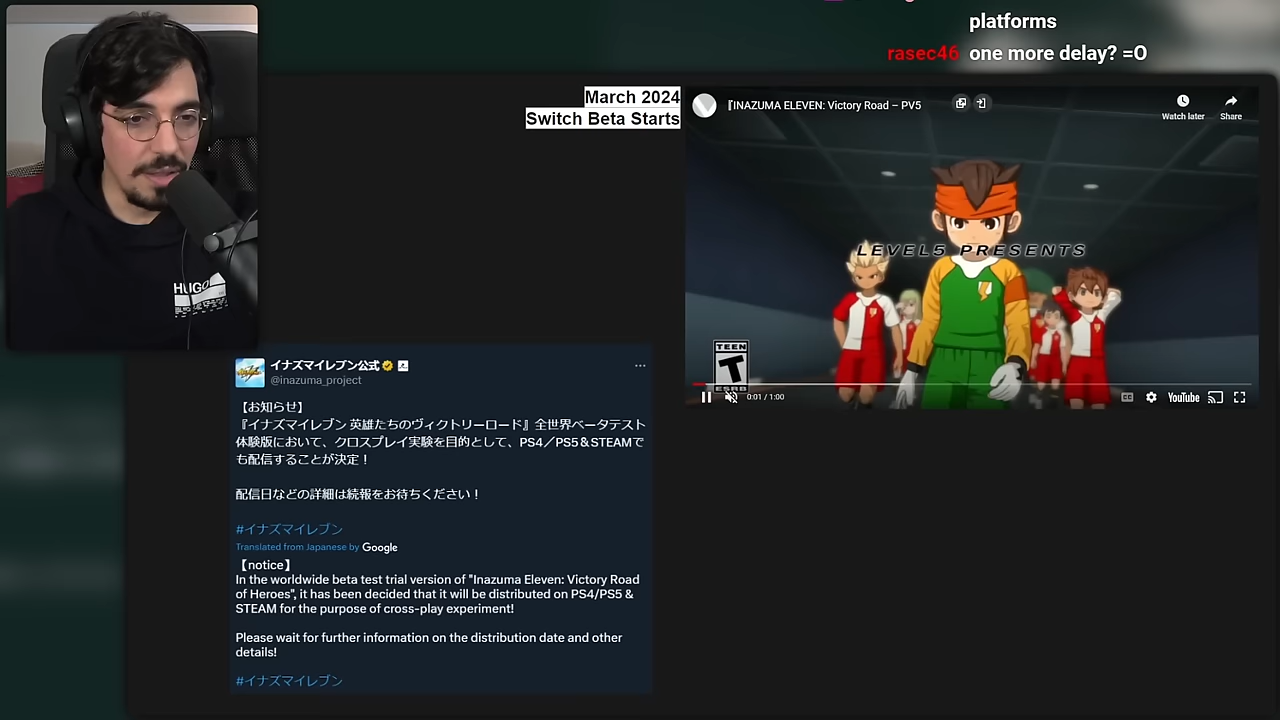 platforms
rasec46 one more delay? =O
March 2024
Switch Beta Starts
『INAZUMA ELEVEN: Victory Road – PV5
Watch later
Share
LEVEL5 PRESENTS
TEEN
T
ESRB
0:01 / 1:00
CC
YouTube
HUGO
イナズマイレブン公式
@inazuma_project
【お知らせ】
『イナズマイレブン 英雄たちのヴィクトリーロード』全世界ベータテスト
体験版において、クロスプレイ実験を目的として、PS4／PS5＆STEAMで
も配信することが決定！
配信日などの詳細は続報をお待ちください！
#イナズマイレブン
Translated from Japanese by Google
【notice】
In the worldwide beta test trial version of "Inazuma Eleven: Victory Road
of Heroes", it has been decided that it will be distributed on PS4/PS5 &
STEAM for the purpose of cross-play experiment!
Please wait for further information on the distribution date and other
details!
#イナズマイレブン